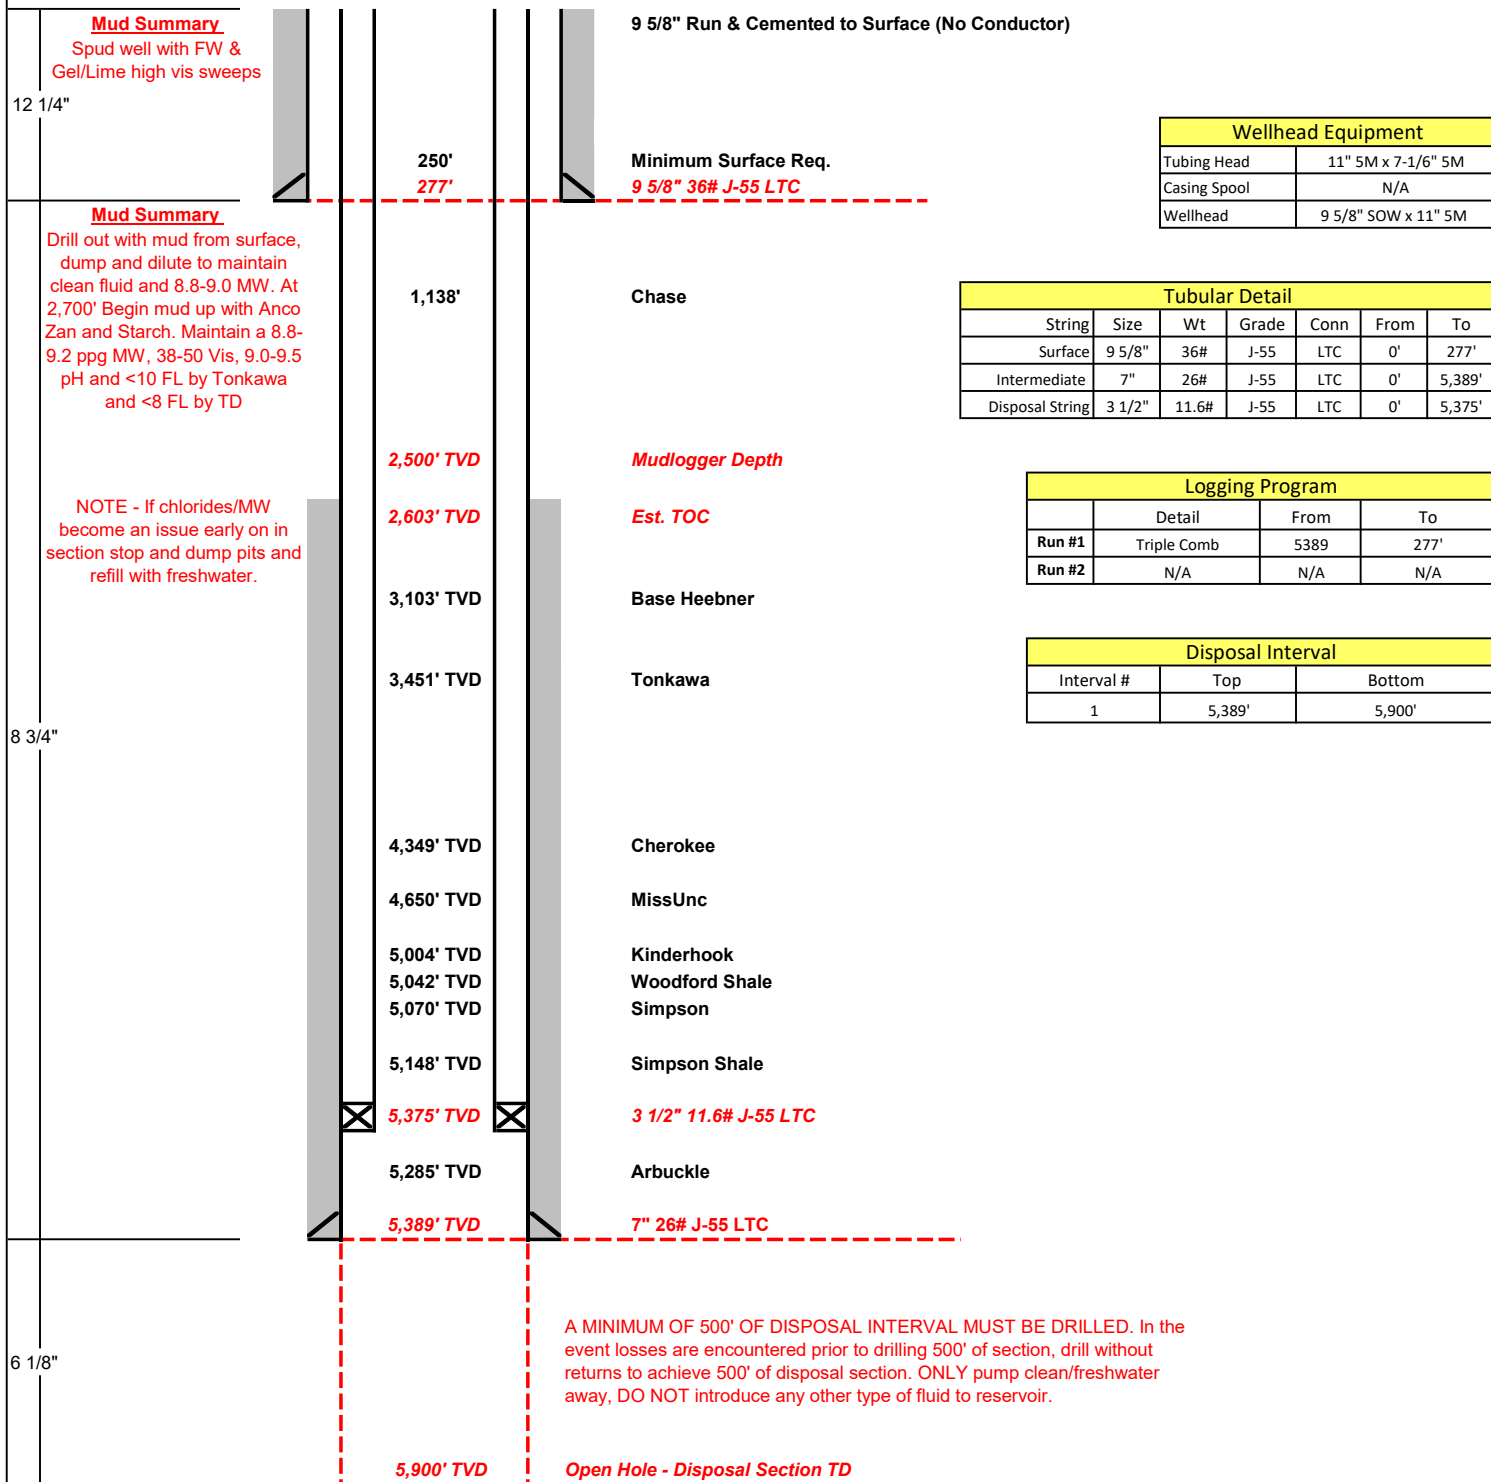 Mud Summary
9 5/8" Run & Cemented to Surface (No Conductor)
Spud well with FW &
Gel/Lime high vis sweeps
12 1/4"
250' Minimum Surface Req.
277' 9 5/8" 36# J-55 LTC
Wellhead Equipment
Tubing Head 11" 5M x 7-1/6" 5M
Casing Spool N/A
Wellhead 9 5/8" SOW x 11" 5M
Mud Summary
Drill out with mud from surface,
dump and dilute to maintain
clean fluid and 8.8-9.0 MW. At
2,700' Begin mud up with Anco
Zan and Starch. Maintain a 8.8-
9.2 ppg MW, 38-50 Vis, 9.0-9.5
pH and <10 FL by Tonkawa
and <8 FL by TD
1,138' Chase
Tubular Detail
String Size Wt Grade Conn From To
Surface 9 5/8" 36# J-55 LTC 0' 277'
Intermediate 7" 26# J-55 LTC 0' 5,389'
Disposal String 3 1/2" 11.6# J-55 LTC 0' 5,375'
2,500' TVD Mudlogger Depth
NOTE - If chlorides/MW
become an issue early on in
section stop and dump pits and
refill with freshwater.
2,603' TVD Est. TOC
Logging Program
Detail From To
Run #1 Triple Comb 5389 277'
Run #2 N/A N/A N/A
3,103' TVD Base Heebner
3,451' TVD Tonkawa
Disposal Interval
Interval # Top Bottom
1 5,389' 5,900'
8 3/4"
4,349' TVD Cherokee
4,650' TVD MissUnc
5,004' TVD Kinderhook
5,042' TVD Woodford Shale
5,070' TVD Simpson
5,148' TVD Simpson Shale
5,375' TVD 3 1/2" 11.6# J-55 LTC
5,285' TVD Arbuckle
5,389' TVD 7" 26# J-55 LTC
6 1/8"
A MINIMUM OF 500' OF DISPOSAL INTERVAL MUST BE DRILLED. In the
event losses are encountered prior to drilling 500' of section, drill without
returns to achieve 500' of disposal section. ONLY pump clean/freshwater
away, DO NOT introduce any other type of fluid to reservoir.
5,900' TVD Open Hole - Disposal Section TD